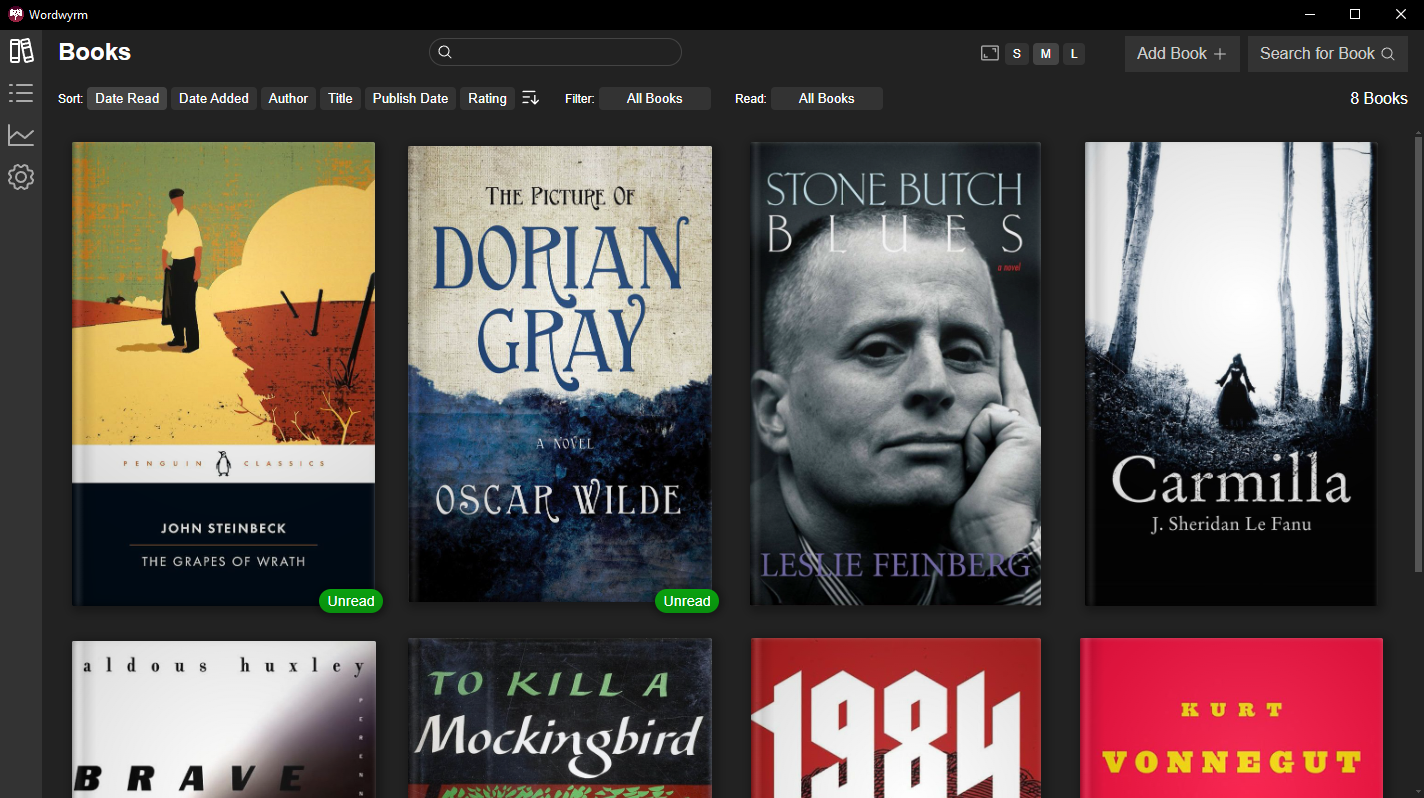 Wordwyrm
Books
S M L
Add Book
Search for Book
Sort: Date Read Date Added Author Title Publish Date Rating
Filter: All Books
Read: All Books
8 Books
PENGUIN CLASSICS
JOHN STEINBECK
THE GRAPES OF WRATH
Unread
THE PICTURE OF
DORIAN
GRAY
A NOVEL
OSCAR WILDE
Unread
STONE BUTCH
BLUES
a novel
LESLIE FEINBERG
Carmilla
J. Sheridan Le Fanu
aldous huxley
BRAVE
TO KILL A
Mockingbird
1984
KURT
VONNEGUT